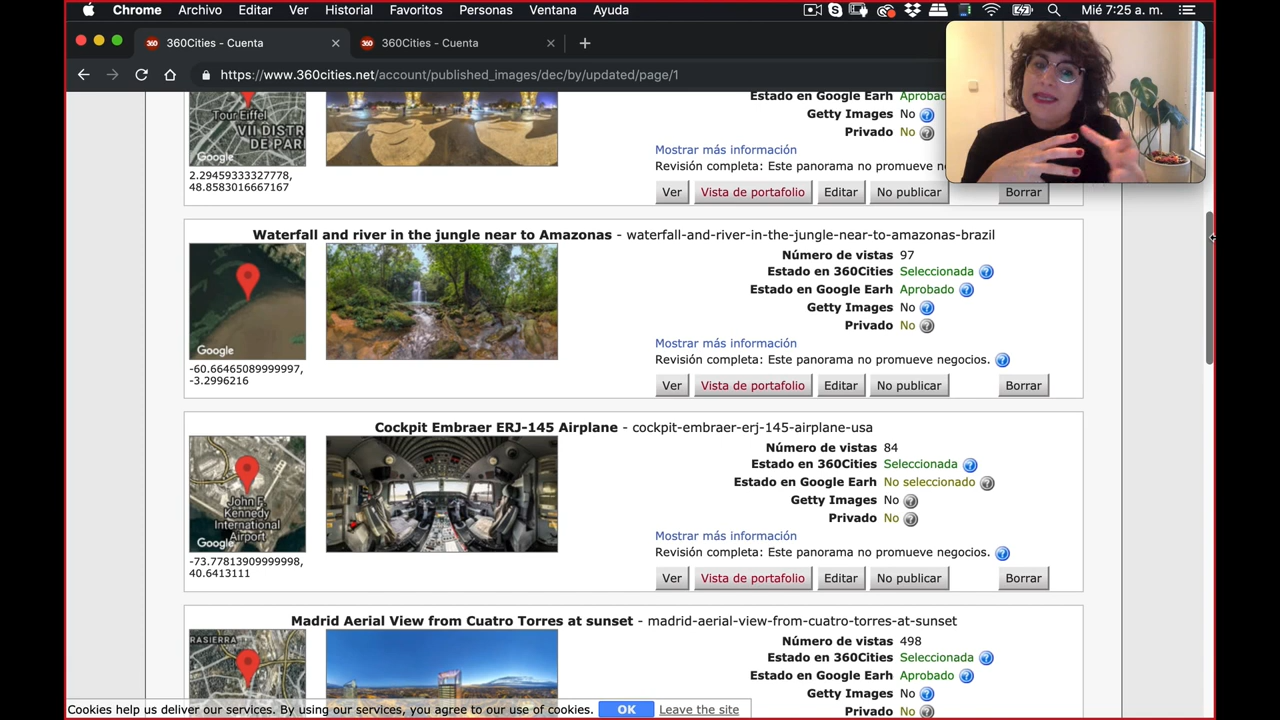 Chrome Archivo Editar Ver Historial Favoritos Personas Ventana Ayuda Mié 7:25 a. m.
360 360Cities - Cuenta 360 360Cities - Cuenta
https://www.360cities.net/account/published_images/dec/by/updated/page/1
Tour Eiffel
VII DISTR
DE PARI
Google
2.29459333327778,
48.8583016667167
Estado en Google Earh Aprobad
Getty Images No
Privado No
Mostrar más información
Revisión completa: Este panorama no promueve n
Ver Vista de portafolio Editar No publicar Borrar
Waterfall and river in the jungle near to Amazonas - waterfall-and-river-in-the-jungle-near-to-amazonas-brazil
Google
-60.66465089999997,
-3.2996216
Número de vistas 97
Estado en 360Cities Seleccionada
Estado en Google Earh Aprobado
Getty Images No
Privado No
Mostrar más información
Revisión completa: Este panorama no promueve negocios.
Ver Vista de portafolio Editar No publicar Borrar
Cockpit Embraer ERJ-145 Airplane - cockpit-embraer-erj-145-airplane-usa
John F.
Kennedy
International
Airport
Google
-73.77813909999998,
40.6413111
Número de vistas 84
Estado en 360Cities Seleccionada
Estado en Google Earh No seleccionado
Getty Images No
Privado No
Mostrar más información
Revisión completa: Este panorama no promueve negocios.
Ver Vista de portafolio Editar No publicar Borrar
Madrid Aerial View from Cuatro Torres at sunset - madrid-aerial-view-from-cuatro-torres-at-sunset
RASIERRA
Número de vistas 498
Estado en 360Cities Seleccionada
Estado en Google Earh Aprobado
Getty Images No
Privado No
Cookies help us deliver our services. By using our services, you agree to our use of cookies. OK Leave the site